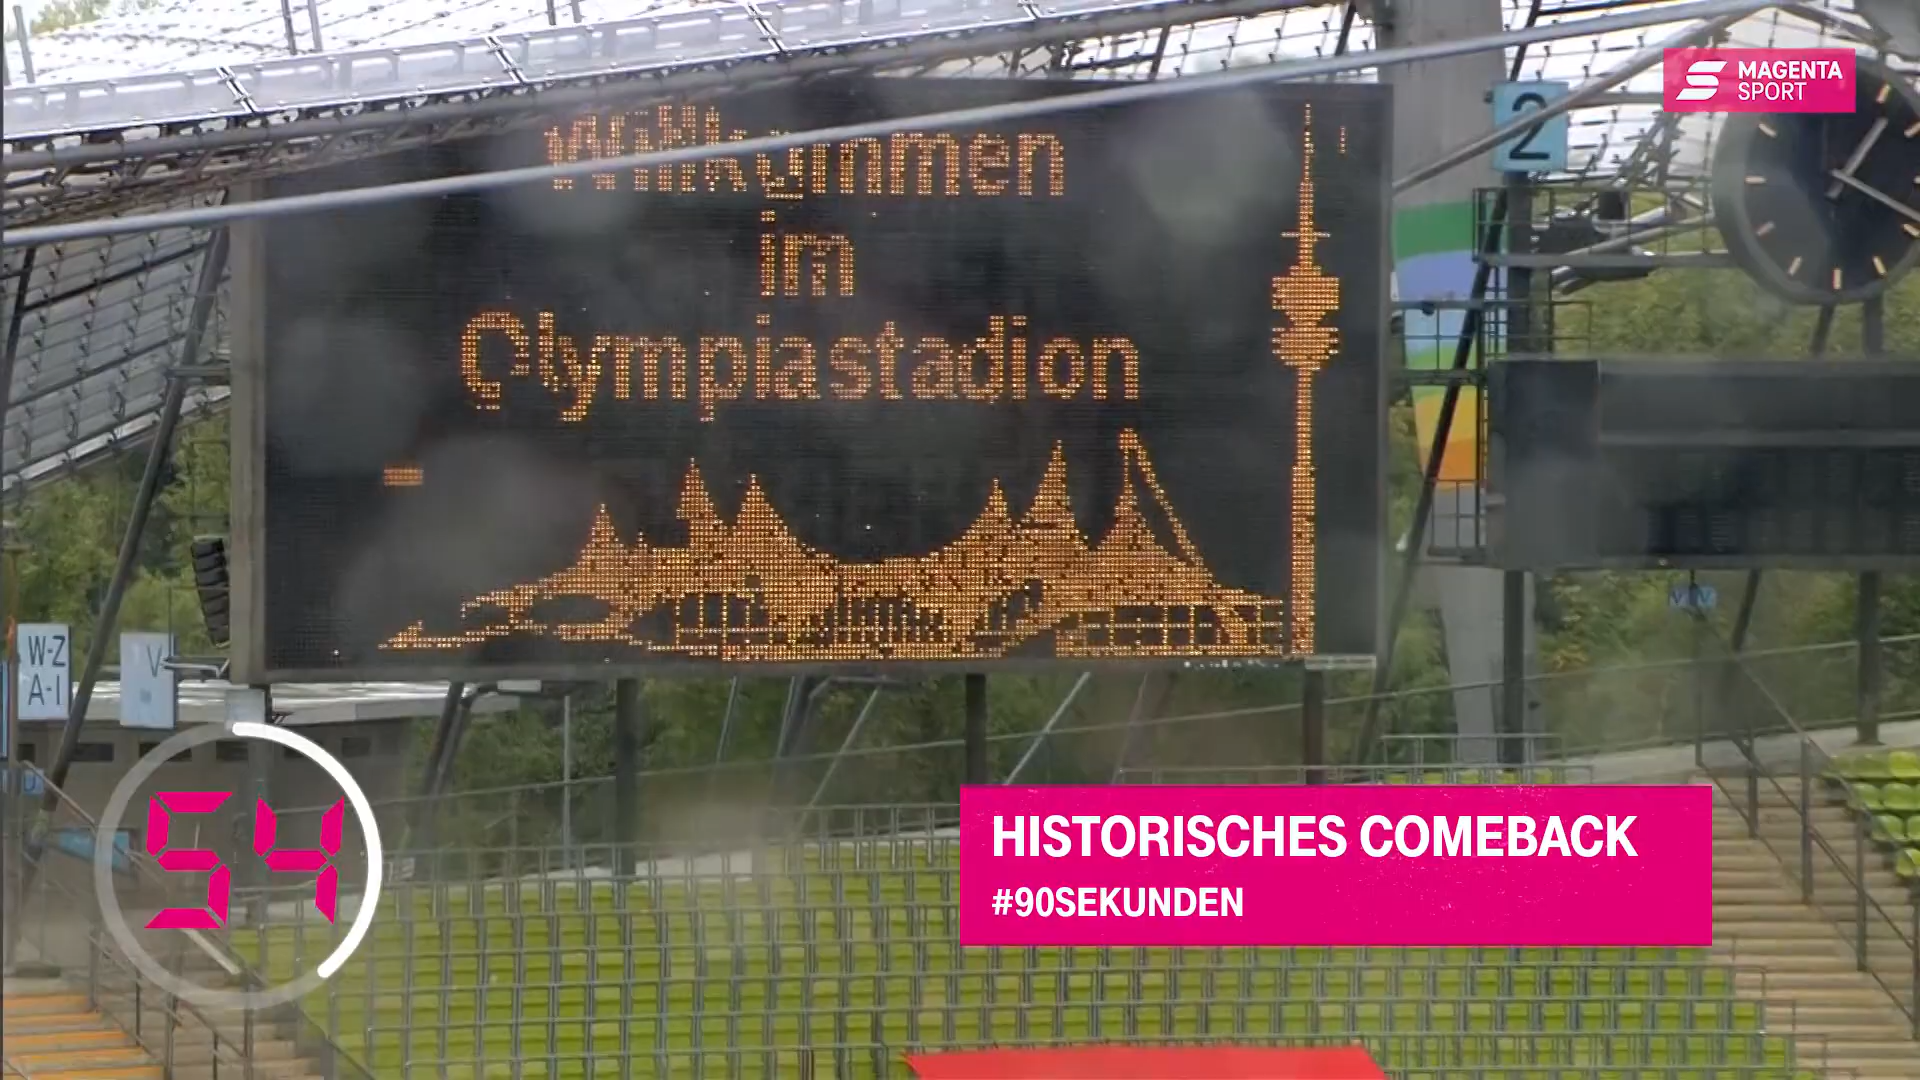 MAGENTA
SPORT
2
Willkommen
im
Olympiastadion
W-Z
A-I
V
54
HISTORISCHES COMEBACK
#90SEKUNDEN